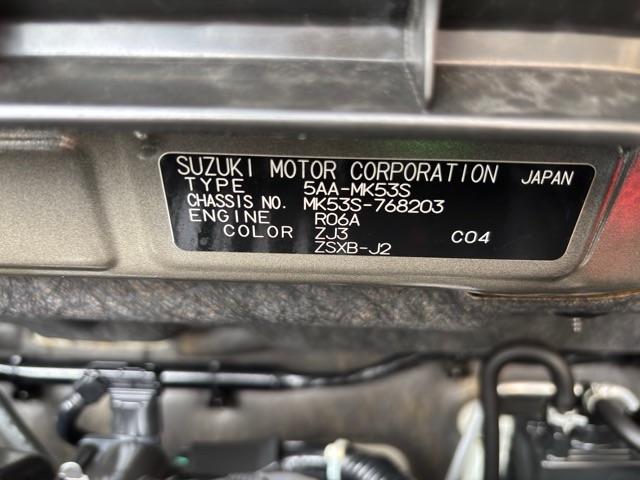 SUZUKI MOTOR CORPORATION JAPAN
TYPE 5AA-MK53S
CHASSIS NO. MK53S-768203
ENGINE R06A
COLOR ZJ3 C04
ZSXB-J2